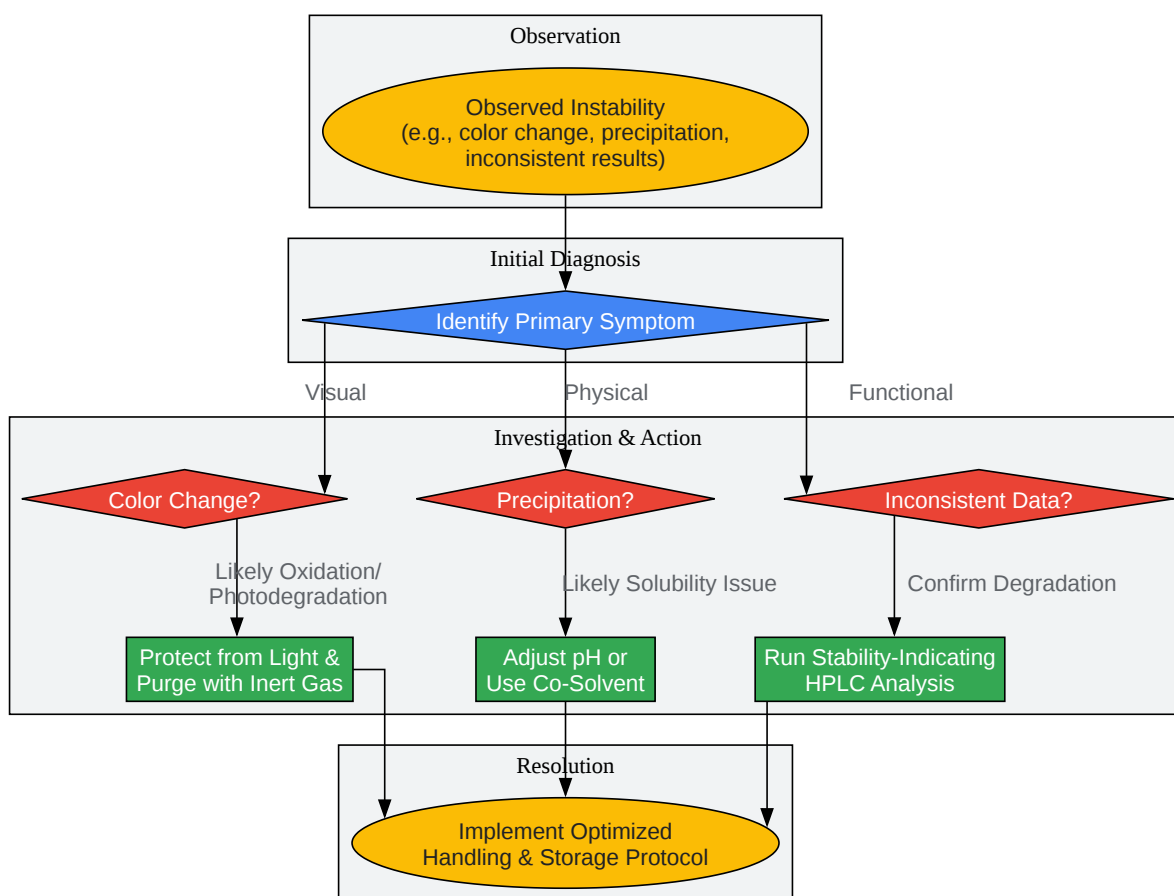 Observation
Observed Instability
(e.g., color change, precipitation,
inconsistent results)
Initial Diagnosis
Identify Primary Symptom
Visual
Physical
Functional
Investigation & Action
Color Change?
Precipitation?
Inconsistent Data?
Likely Oxidation/
Photodegradation
Likely Solubility Issue
Confirm Degradation
Protect from Light &
Purge with Inert Gas
Adjust pH or
Use Co-Solvent
Run Stability-Indicating
HPLC Analysis
Resolution
Implement Optimized
Handling & Storage Protocol